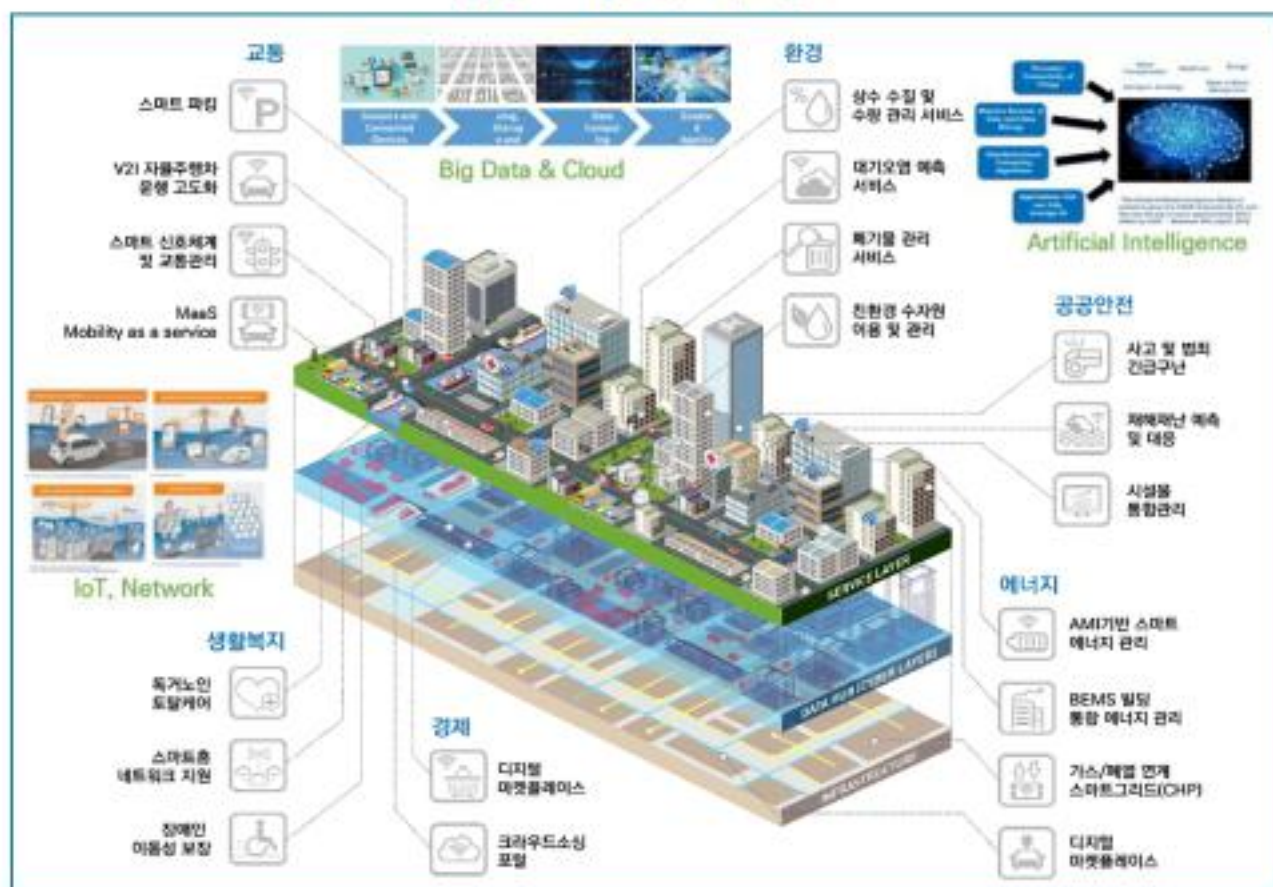 교통
스마트 파킹
V2I 자율주행차
운행 고도화
스마트 신호체계
및 교통관리
MaaS
Mobility as a service
Big Data & Cloud
환경
상수 수질 및
수량 관리 서비스
대기오염 예측
서비스
폐기물 관리
서비스
친환경 수자원
이용 및 관리
Artificial Intelligence
공공안전
사고 및 범죄
긴급구난
재해재난 예측
및 대응
시설물
통합관리
IoT, Network
SERVICE LAYER
DATA HUB (CYBER LAYER)
INFRASTRUCTURE
에너지
AMI기반 스마트
에너지 관리
BEMS 빌딩
통합 에너지 관리
가스/폐열 연계
스마트그리드(CHP)
디지털
마켓플레이스
생활복지
독거노인
토탈케어
스마트홈
네트워크 지원
장애인
이동성 보장
경제
디지털
마켓플레이스
크라우드소싱
포털